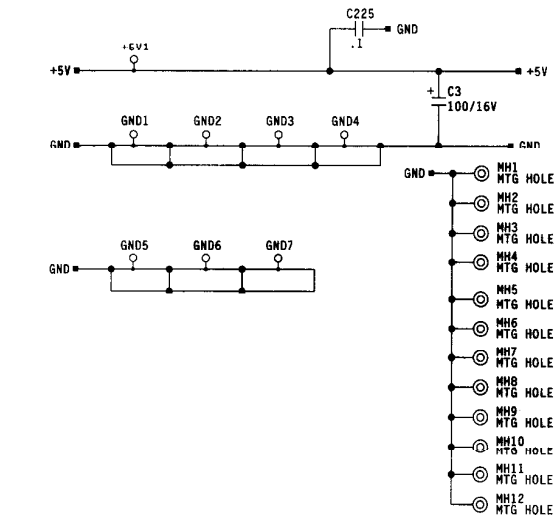 C225
GND
.1
+5V1
+5V
+5V
+
C3
100/16V
GND1 GND2 GND3 GND4
GND
GND
GND
MH1
MTG HOLE
MH2
MTG HOLE
MH3
MTG HOLE
MH4
MTG HOLE
GND5 GND6 GND7
GND
MH5
MTG HOLE
MH6
MTG HOLE
MH7
MTG HOLE
MH8
MTG HOLE
MH9
MTG HOLE
MH10
MTG HOLE
MH11
MTG HOLE
MH12
MTG HOLE